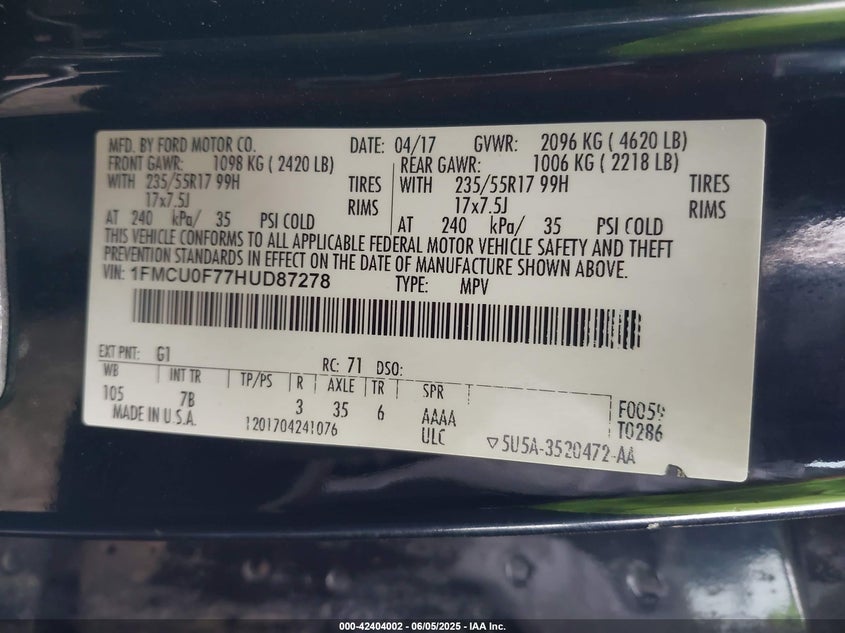 MFD. BY FORD MOTOR CO. DATE: 04/17 GVWR: 2096 KG ( 4620 LB)
FRONT GAWR: 1098 KG ( 2420 LB) REAR GAWR: 1006 KG ( 2218 LB)
WITH 235/55R17 99H TIRES WITH 235/55R17 99H TIRES
17x7.5J RIMS 17x7.5J RIMS
AT 240 kPa/ 35 PSI COLD AT 240 kPa/ 35 PSI COLD
THIS VEHICLE CONFORMS TO ALL APPLICABLE FEDERAL MOTOR VEHICLE SAFETY AND THEFT
PREVENTION STANDARDS IN EFFECT ON THE DATE OF MANUFACTURE SHOWN ABOVE.
VIN: 1FMCU0F77HUD87278 TYPE: MPV
EXT PNT: G1 RC: 71 DSO:
WB INT TR TP/PS R AXLE TR SPR
105 7B 3 35 6 AAAA F0059
MADE IN U.S.A. 1201704241076 ULC T0286
▽5U5A-3520472-AA
000-42404002 - 06/05/2025 - IAA Inc.